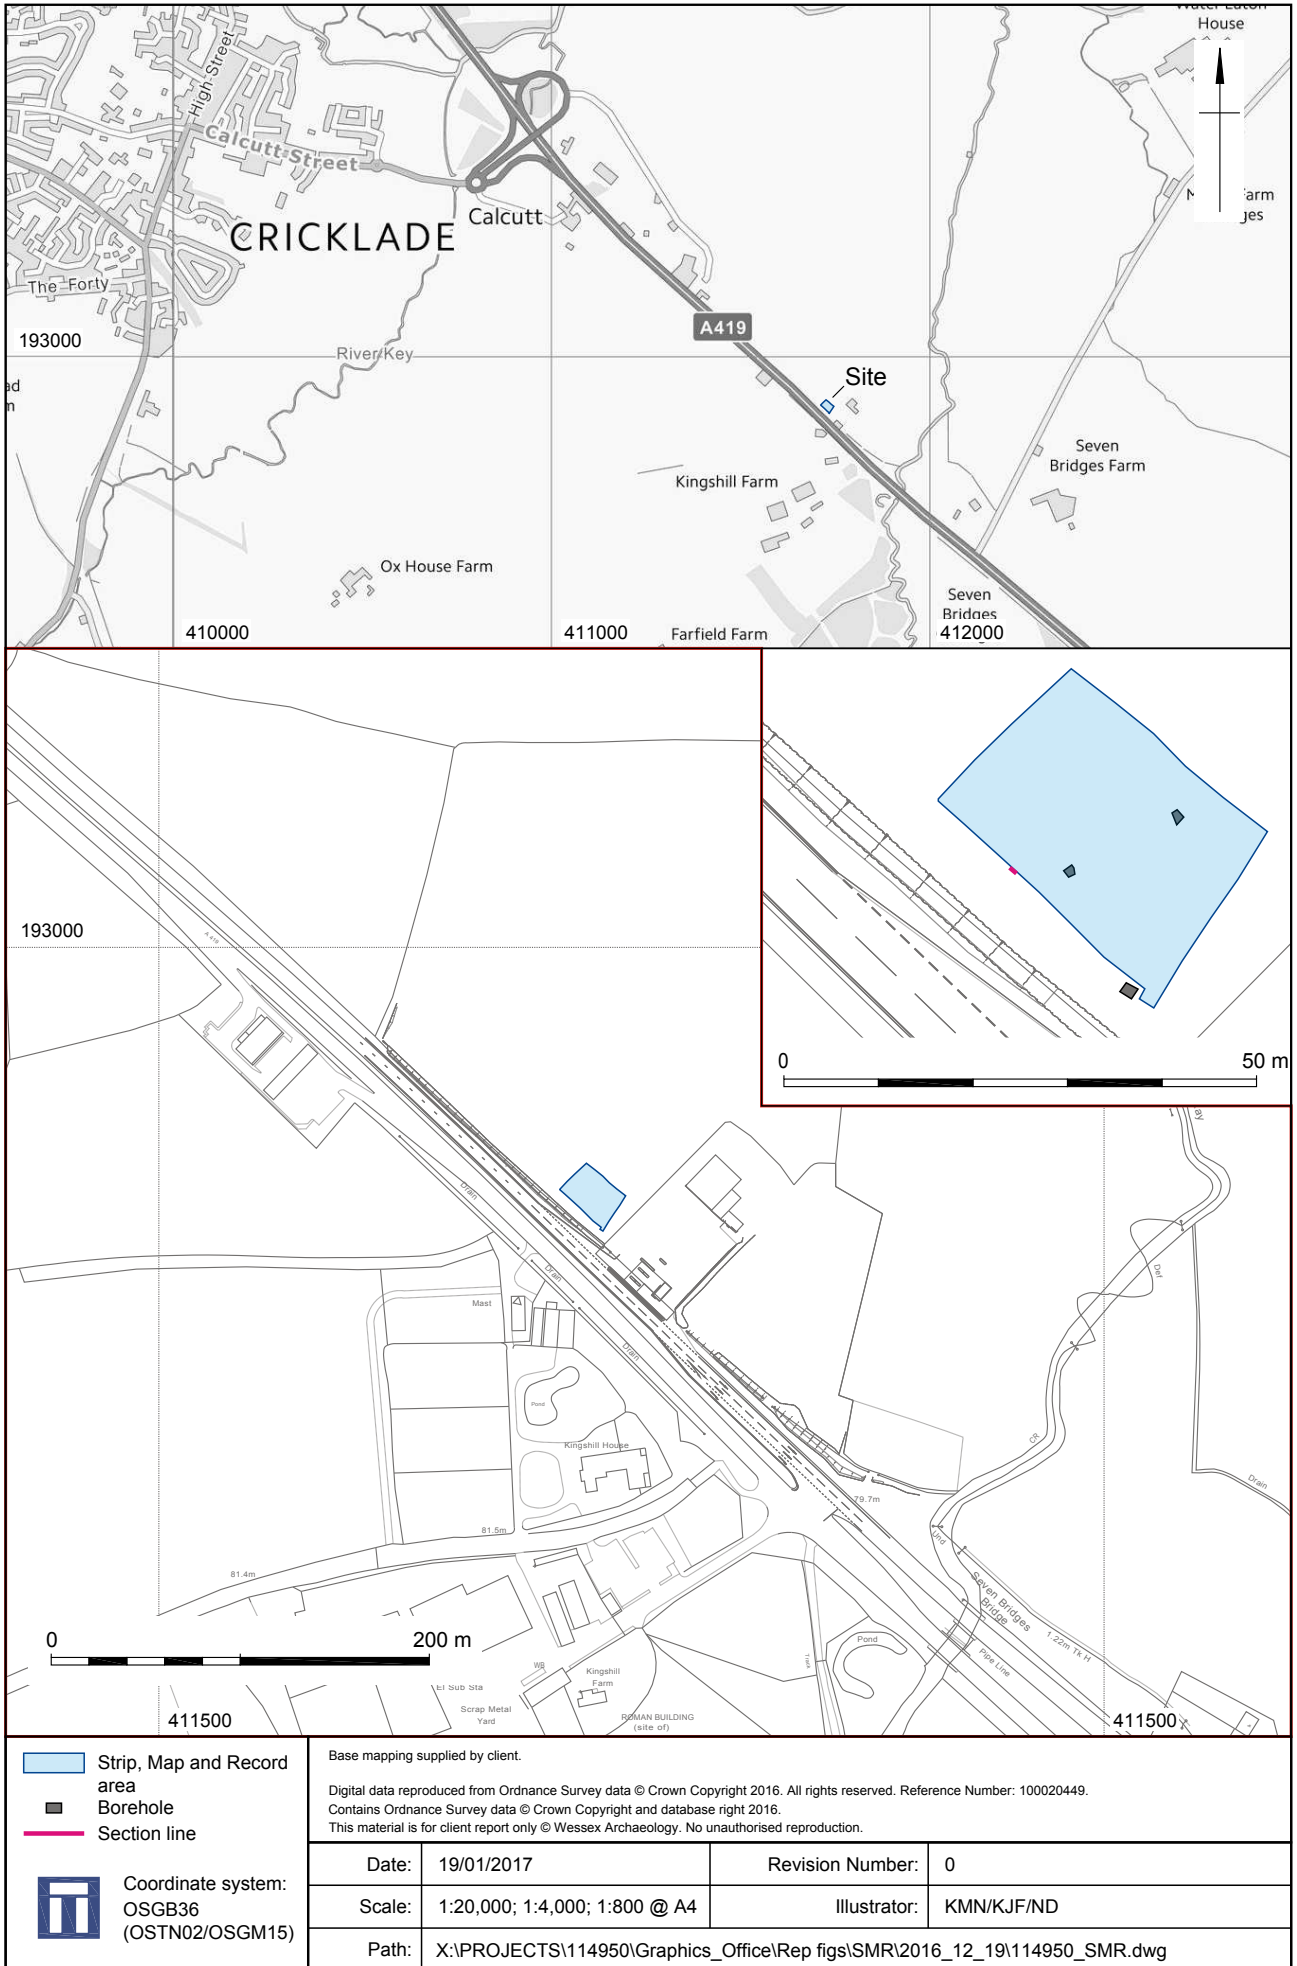 House
High-Street
Calcutt-Street
Calcutt
CRICKLADE
The Forty
193000
River Key
A419
Site
Seven
Bridges Farm
Kingshill Farm
Ox House Farm
Seven
Bridges
410000
411000
Farfield Farm
412000
193000
A 419
0
50 m
Drain
Drain
Drain
Mast
Pond
Kingshill House
Def
CR
Drain
79.7m
81.5m
81.4m
Und
Seven Bridges
Bridge
1.22m Tk H
Pipe Line
Pond
Track
0
200 m
WB
Kingshill
Farm
El Sub Sta
Scrap Metal
Yard
ROMAN BUILDING
(site of)
411500
411500
Strip, Map and Record
area
Borehole
Section line
Coordinate system:
OSGB36
(OSTN02/OSGM15)
Base mapping supplied by client.
Digital data reproduced from Ordnance Survey data © Crown Copyright 2016. All rights reserved. Reference Number: 100020449.
Contains Ordnance Survey data © Crown Copyright and database right 2016.
This material is for client report only © Wessex Archaeology. No unauthorised reproduction.
Date: 19/01/2017 Revision Number: 0
Scale: 1:20,000; 1:4,000; 1:800 @ A4 Illustrator: KMN/KJF/ND
Path: X:\PROJECTS\114950\Graphics_Office\Rep figs\SMR\2016_12_19\114950_SMR.dwg